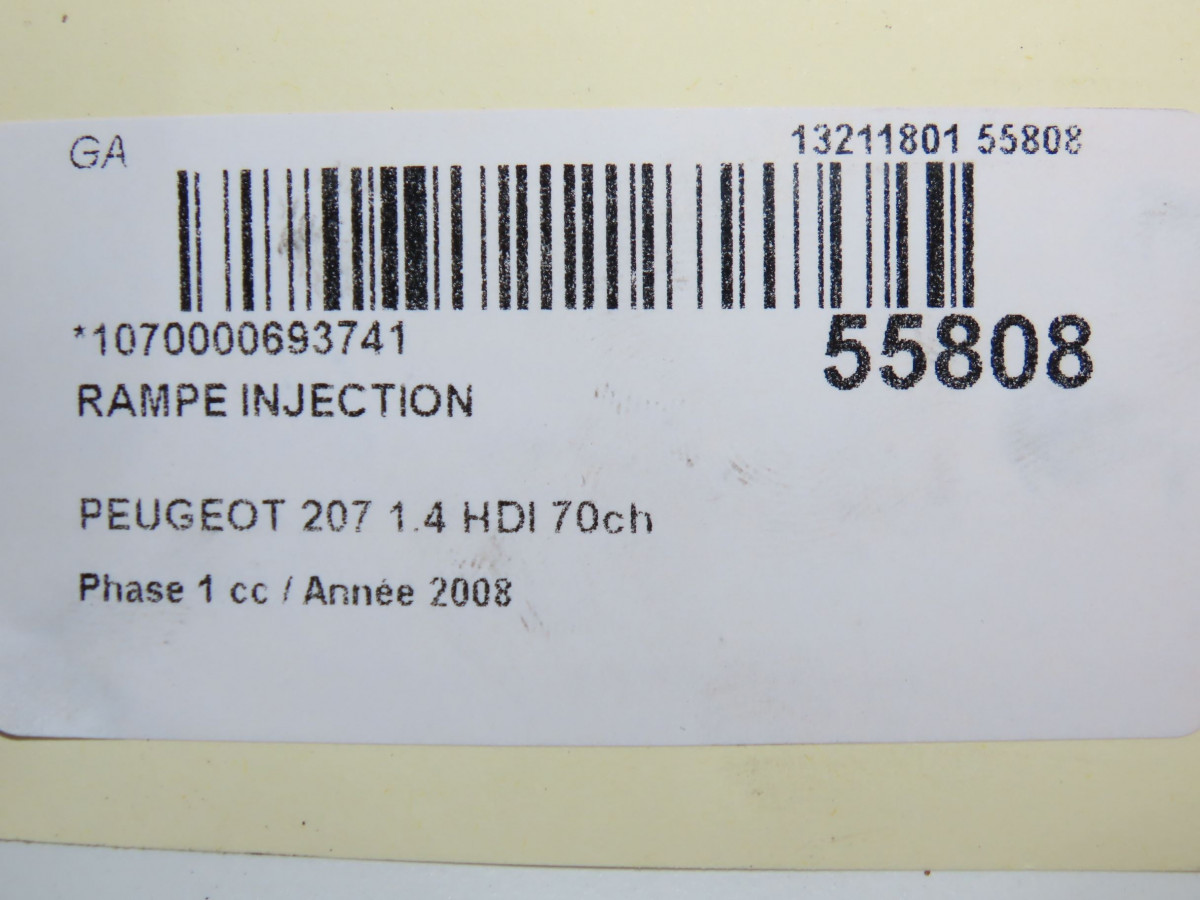 GA
13211801 55808
*1070000693741
55808
RAMPE INJECTION
PEUGEOT 207 1.4 HDI 70ch
Phase 1 cc / Année 2008